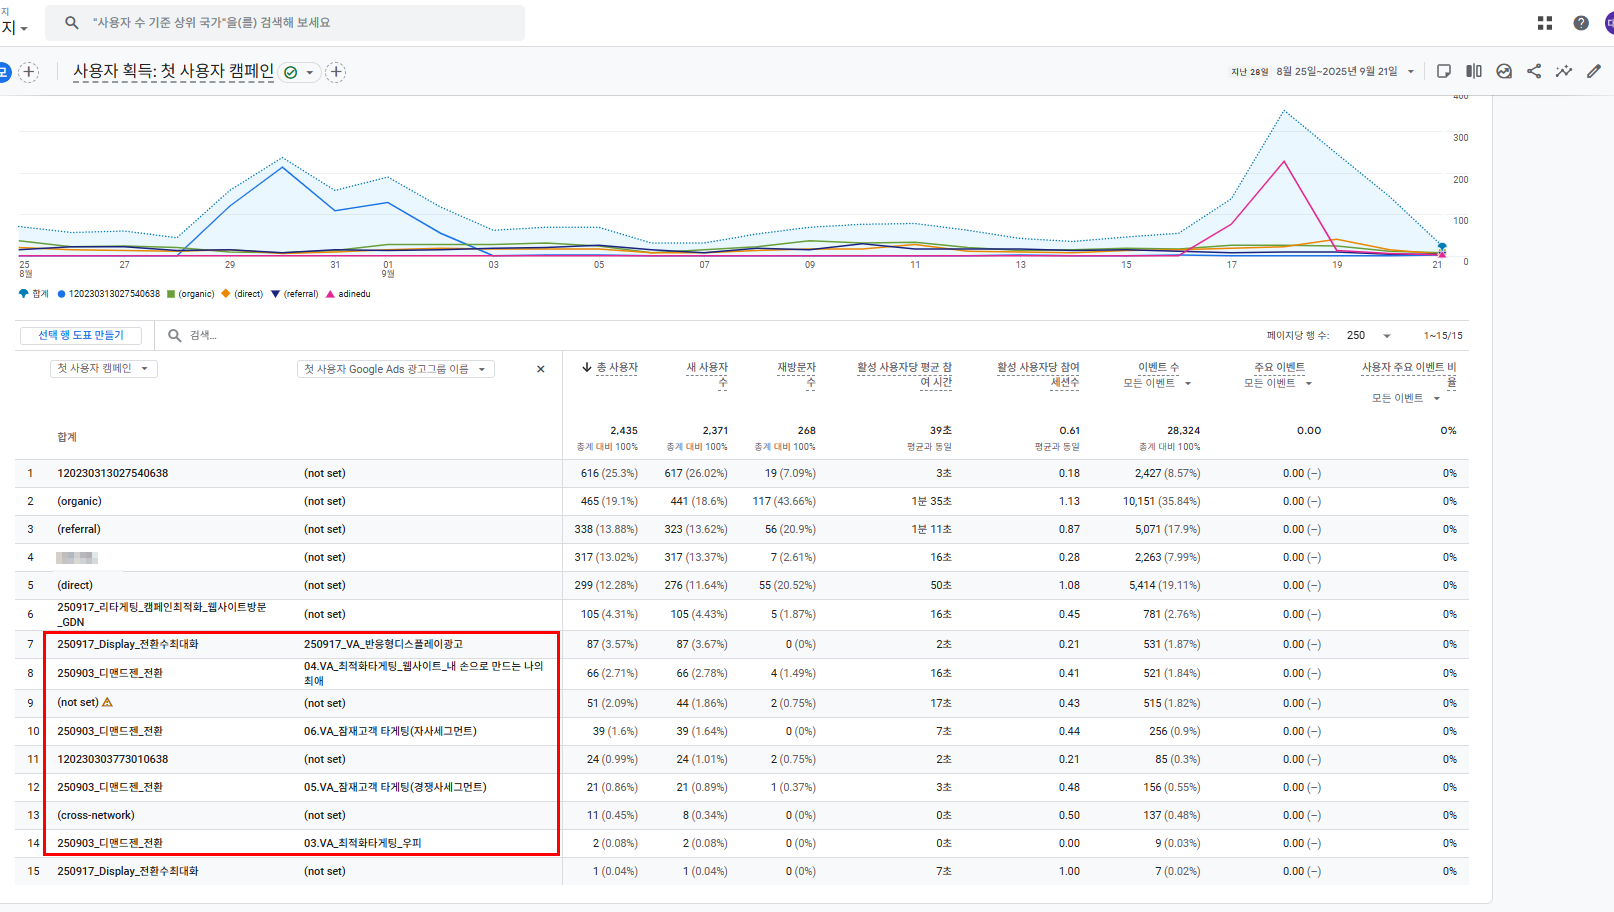 지
지
"사용자 수 기준 상위 국가"을(를) 검색해 보세요
모
사용자 획득: 첫 사용자 캠페인
지난 28일 8월 25일~2025년 9월 21일
400
300
200
100
0
25 27 29 31 01 03 05 07 09 11 13 15 17 19 21
8월 9월
합계 120230313027540638 (organic) (direct) (referral) adinedu
선택 행 도표 만들기 검색... 페이지당 행 수: 250 1~15/15
첫 사용자 캠페인 첫 사용자 Google Ads 광고그룹 이름 × ↓ 총 사용자 새 사용자 수 재방문자 수 활성 사용자당 평균 참여 시간 활성 사용자당 참여 세션수 이벤트 수 주요 이벤트 사용자 주요 이벤트 비율
모든 이벤트 모든 이벤트 모든 이벤트
합계 2,435 2,371 268 39초 0.61 28,324 0.00 0%
총계 대비 100% 총계 대비 100% 총계 대비 100% 평균과 동일 평균과 동일 총계 대비 100%
1 120230313027540638 (not set) 616 (25.3%) 617 (26.02%) 19 (7.09%) 3초 0.18 2,427 (8.57%) 0.00 (–) 0%
2 (organic) (not set) 465 (19.1%) 441 (18.6%) 117 (43.66%) 1분 35초 1.13 10,151 (35.84%) 0.00 (–) 0%
3 (referral) (not set) 338 (13.88%) 323 (13.62%) 56 (20.9%) 1분 11초 0.87 5,071 (17.9%) 0.00 (–) 0%
4 (not set) 317 (13.02%) 317 (13.37%) 7 (2.61%) 16초 0.28 2,263 (7.99%) 0.00 (–) 0%
5 (direct) (not set) 299 (12.28%) 276 (11.64%) 55 (20.52%) 50초 1.08 5,414 (19.11%) 0.00 (–) 0%
6 250917_리타게팅_캠페인최적화_웹사이트방문_GDN (not set) 105 (4.31%) 105 (4.43%) 5 (1.87%) 16초 0.45 781 (2.76%) 0.00 (–) 0%
7 250917_Display_전환수최대화 250917_VA_반응형디스플레이광고 87 (3.57%) 87 (3.67%) 0 (0%) 2초 0.21 531 (1.87%) 0.00 (–) 0%
8 250903_디맨드젠_전환 04.VA_최적화타게팅_웹사이트_내 손으로 만드는 나의 최애 66 (2.71%) 66 (2.78%) 4 (1.49%) 16초 0.41 521 (1.84%) 0.00 (–) 0%
9 (not set) (not set) 51 (2.09%) 44 (1.86%) 2 (0.75%) 17초 0.43 515 (1.82%) 0.00 (–) 0%
10 250903_디맨드젠_전환 06.VA_잠재고객 타게팅(자사세그먼트) 39 (1.6%) 39 (1.64%) 0 (0%) 7초 0.44 256 (0.9%) 0.00 (–) 0%
11 120230303773010638 (not set) 24 (0.99%) 24 (1.01%) 2 (0.75%) 2초 0.21 85 (0.3%) 0.00 (–) 0%
12 250903_디맨드젠_전환 05.VA_잠재고객 타게팅(경쟁사세그먼트) 21 (0.86%) 21 (0.89%) 1 (0.37%) 3초 0.48 156 (0.55%) 0.00 (–) 0%
13 (cross-network) (not set) 11 (0.45%) 8 (0.34%) 0 (0%) 0초 0.50 137 (0.48%) 0.00 (–) 0%
14 250903_디맨드젠_전환 03.VA_최적화타게팅_우피 2 (0.08%) 2 (0.08%) 0 (0%) 0초 0.00 9 (0.03%) 0.00 (–) 0%
15 250917_Display_전환수최대화 (not set) 1 (0.04%) 1 (0.04%) 0 (0%) 7초 1.00 7 (0.02%) 0.00 (–) 0%